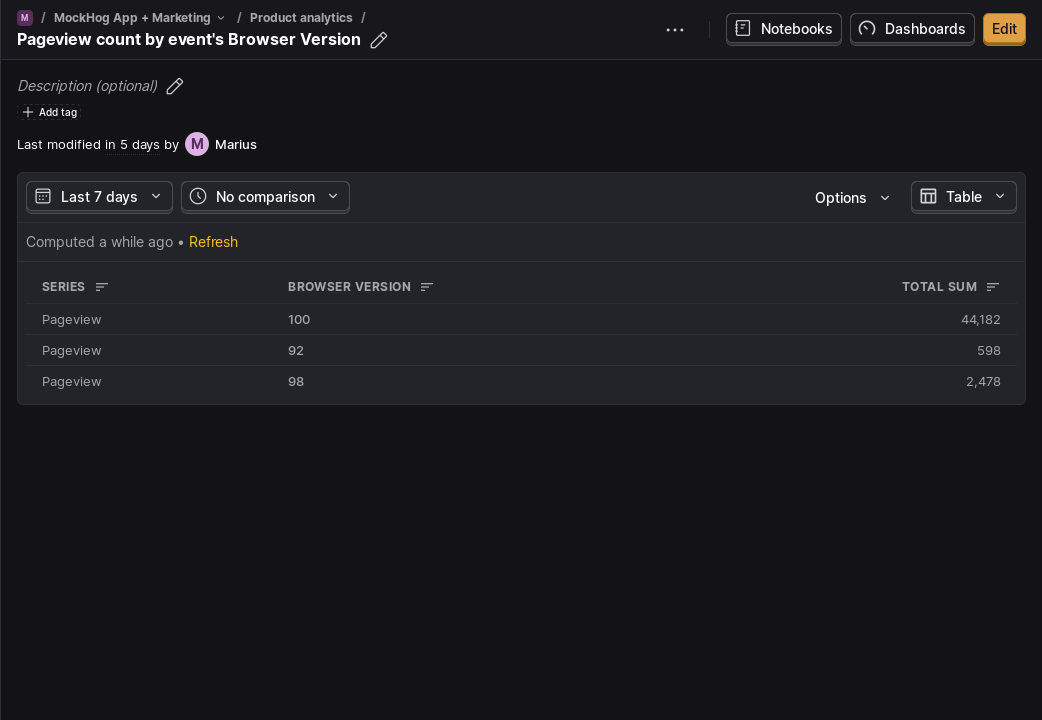 M / MockHog App + Marketing / Product analytics /
Pageview count by event's Browser Version
Notebooks Dashboards Edit
Description (optional)
Add tag
Last modified in 5 days by M Marius
Last 7 days No comparison Options Table
Computed a while ago • Refresh
SERIES BROWSER VERSION TOTAL SUM
Pageview 100 44,182
Pageview 92 598
Pageview 98 2,478